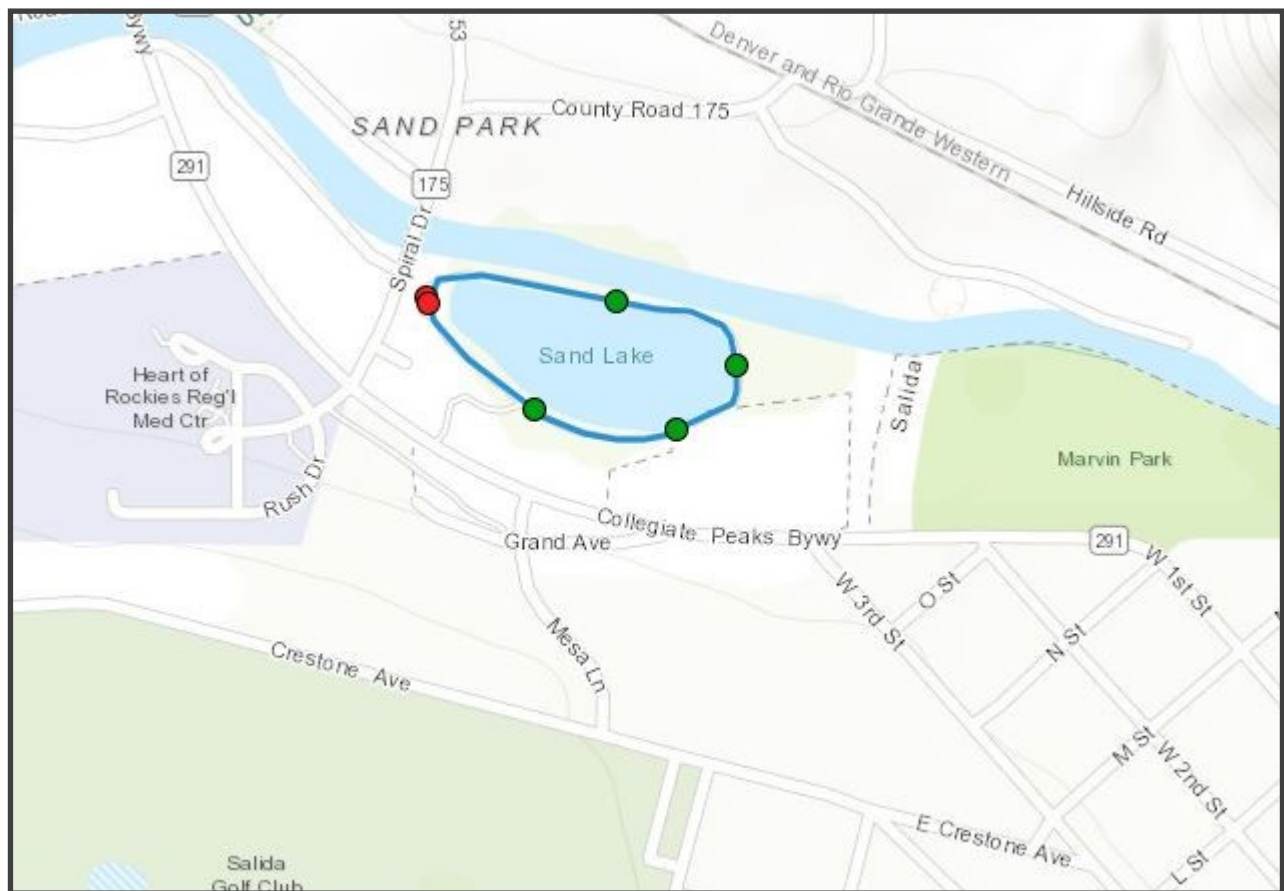 Bywy
53
Denver and Rio Grande Western
County Road 175
SAND PARK
291
175
Hillside Rd
Spiral Dr
Sand Lake
Heart of
Rockies Reg'l
Med Ctr
Salida
Marvin Park
Rush Dr
Collegiate Peaks Bywy
Grand Ave
291
W 1st St
O St
W 3rd St
N St
Mesa Ln
Crestone Ave
M St
W 2nd St
E Crestone Ave
L St
Salida
Golf Club